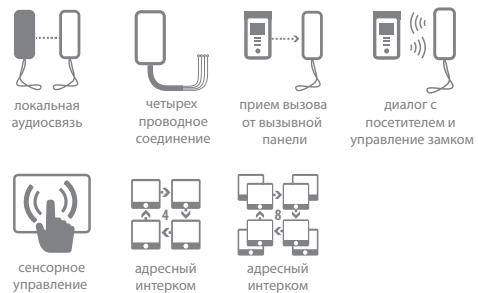 локальная
аудиосвязь
четырех
проводное
соединение
прием вызова
от вызывной
панели
диалог с
посетителем и
управление замком
сенсорное
управление
4
адресный
интерком
8
адресный
интерком